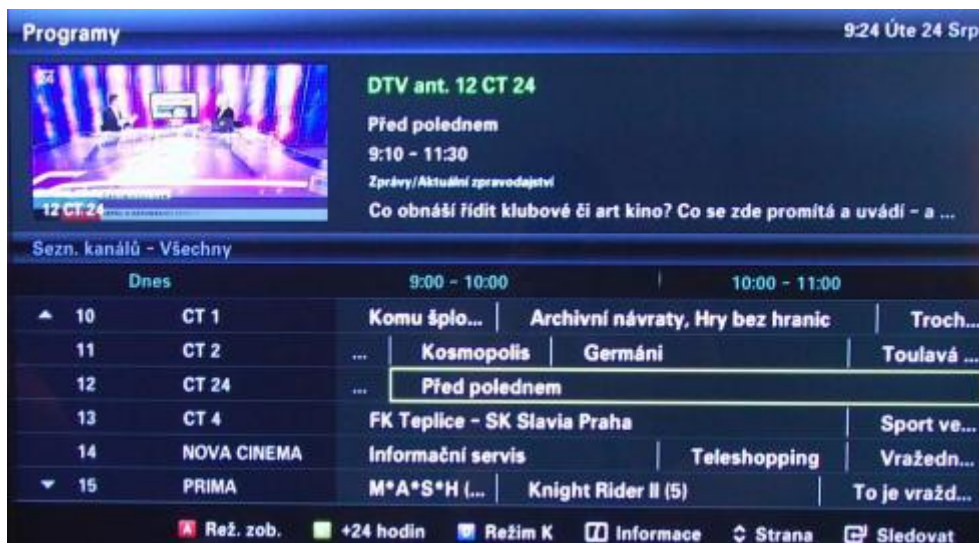 Programy 9:24 Úte 24 Srp
DTV ant. 12 CT 24
Před polednem
9:10 - 11:30
Zprávy/Aktuální zpravodajství
Co obnáší řídit klubové či art kino? Co se zde promítá a uvádí - a ...
12 CT 24
Sezn. kanálů - Všechny
Dnes 9:00 - 10:00 10:00 - 11:00
10 CT 1 Komu šplo... Archivní návraty, Hry bez hranic Troch...
11 CT 2 ... Kosmopolis Germáni Toulavá ...
12 CT 24 ... Před polednem
13 CT 4 FK Teplice - SK Slavia Praha Sport ve...
14 NOVA CINEMA Informační servis Teleshopping Vražedn...
15 PRIMA M*A*S*H (... Knight Rider II (5) To je vražd...
A Rež. zob. +24 hodin Režim K Informace Strana Sledovat